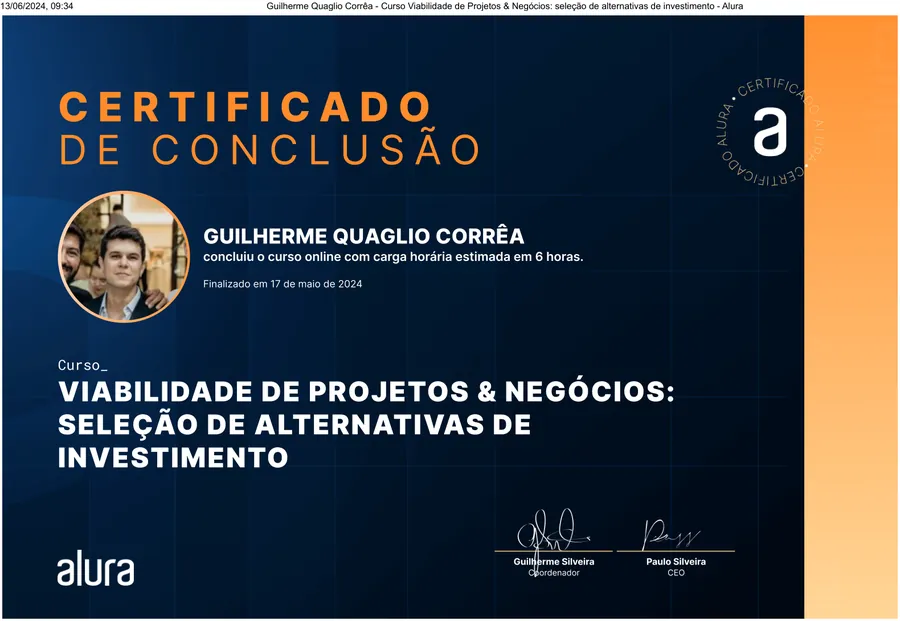 13/06/2024, 09:34
Guilherme Quaglio Corrêa - Curso Viabilidade de Projetos & Negócios: seleção de alternativas de investimento - Alura
CERTIFICADO
DE CONCLUSÃO
CERTIFICADO ALURA • CERTIFICADO ALURA •
a
GUILHERME QUAGLIO CORRÊA
concluiu o curso online com carga horária estimada em 6 horas.
Finalizado em 17 de maio de 2024
Curso_
VIABILIDADE DE PROJETOS & NEGÓCIOS:
SELEÇÃO DE ALTERNATIVAS DE
INVESTIMENTO
alura
Guilherme Silveira
Coordenador
Paulo Silveira
CEO